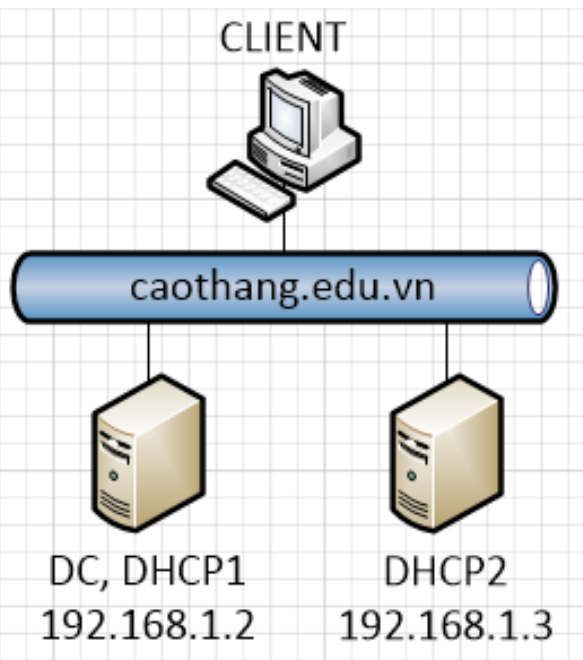 CLIENT
caothang.edu.vn
DC, DHCP1
192.168.1.2
DHCP2
192.168.1.3